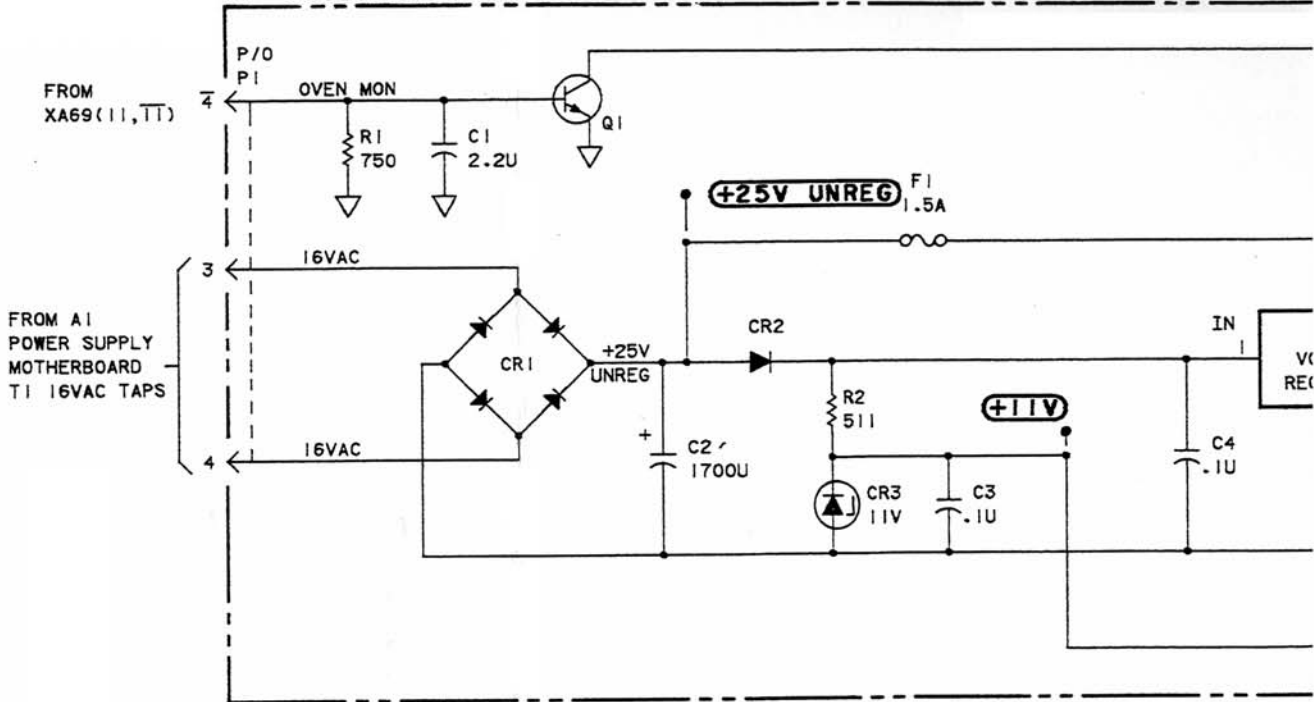 P/O
P1
FROM
XA69(11,11)
4
OVEN MON
R1
750
C1
2.2U
Q1
+25V UNREG
F1
1.5A
3
16VAC
FROM A1
POWER SUPPLY
MOTHERBOARD
T1 16VAC TAPS
CR1
+25V
UNREG
CR2
IN
1
R2
511
+11V
4
16VAC
+
C2
1700U
CR3
11V
C3
.1U
C4
.1U